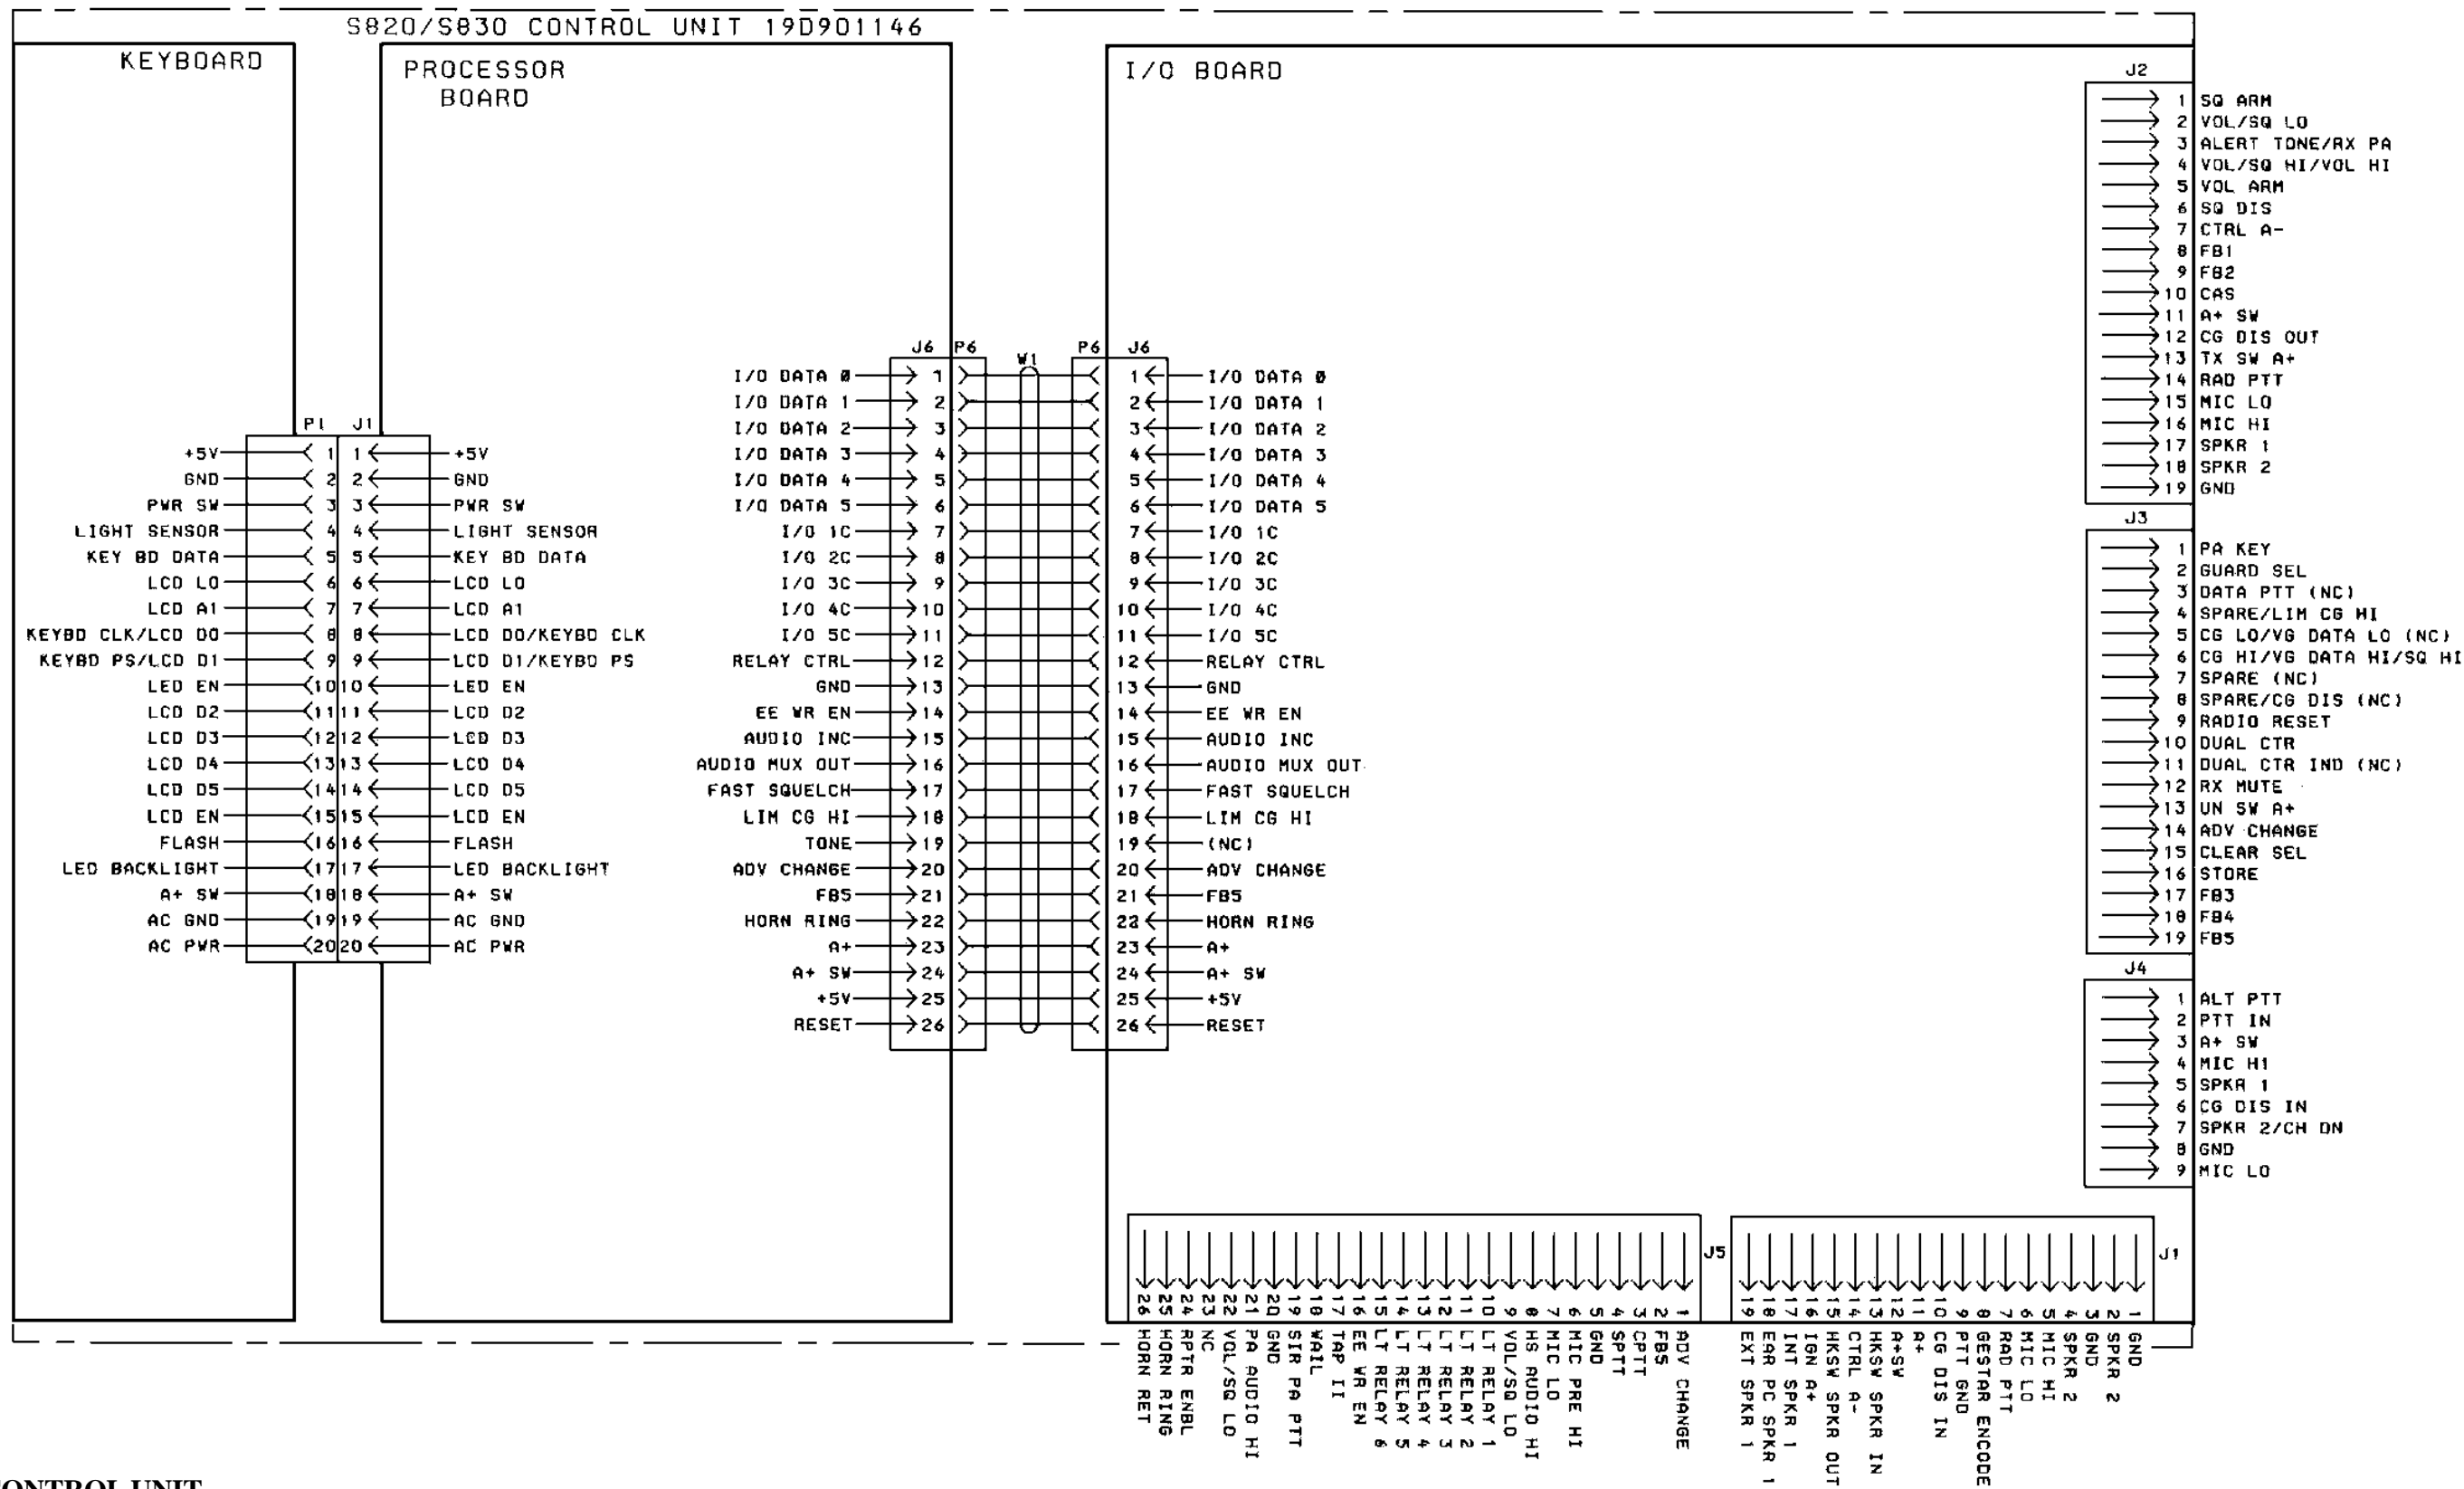 S820/S830 CONTROL UNIT 19D901146
KEYBOARD
PROCESSOR
BOARD
I/O BOARD
P1 J1
+5V 1 1 +5V
GND 2 2 GND
PWR SW 3 3 PWR SW
LIGHT SENSOR 4 4 LIGHT SENSOR
KEY BD DATA 5 5 KEY BD DATA
LCD LO 6 6 LCD LO
LCD A1 7 7 LCD A1
KEYBD CLK/LCD D0 8 8 LCD D0/KEYBD CLK
KEYBD PS/LCD D1 9 9 LCD D1/KEYBD PS
LED EN 10 10 LED EN
LCD D2 11 11 LCD D2
LCD D3 12 12 LCD D3
LCD D4 13 13 LCD D4
LCD D5 14 14 LCD D5
LCD EN 15 15 LCD EN
FLASH 16 16 FLASH
LED BACKLIGHT 17 17 LED BACKLIGHT
A+ SW 18 18 A+ SW
AC GND 19 19 AC GND
AC PWR 20 20 AC PWR
J6 P6 W1 P6 J6
I/O DATA 0 1 1 I/O DATA 0
I/O DATA 1 2 2 I/O DATA 1
I/O DATA 2 3 3 I/O DATA 2
I/O DATA 3 4 4 I/O DATA 3
I/O DATA 4 5 5 I/O DATA 4
I/O DATA 5 6 6 I/O DATA 5
I/O 1C 7 7 I/O 1C
I/O 2C 8 8 I/O 2C
I/O 3C 9 9 I/O 3C
I/O 4C 10 10 I/O 4C
I/O 5C 11 11 I/O 5C
RELAY CTRL 12 12 RELAY CTRL
GND 13 13 GND
EE WR EN 14 14 EE WR EN
AUDIO INC 15 15 AUDIO INC
AUDIO MUX OUT 16 16 AUDIO MUX OUT
FAST SQUELCH 17 17 FAST SQUELCH
LIM CG HI 18 18 LIM CG HI
TONE 19 19 (NC)
ADV CHANGE 20 20 ADV CHANGE
FB5 21 21 FB5
HORN RING 22 22 HORN RING
A+ 23 23 A+
A+ SW 24 24 A+ SW
+5V 25 25 +5V
RESET 26 26 RESET
J2
1 SQ ARM
2 VOL/SQ LO
3 ALERT TONE/RX PA
4 VOL/SQ HI/VOL HI
5 VOL ARM
6 SQ DIS
7 CTRL A-
8 FB1
9 FB2
10 CAS
11 A+ SW
12 CG DIS OUT
13 TX SW A+
14 RAD PTT
15 MIC LO
16 MIC HI
17 SPKR 1
18 SPKR 2
19 GND
J3
1 PA KEY
2 GUARD SEL
3 DATA PTT (NC)
4 SPARE/LIM CG HI
5 CG LO/VG DATA LO (NC)
6 CG HI/VG DATA HI/SQ HI
7 SPARE (NC)
8 SPARE/CG DIS (NC)
9 RADIO RESET
10 DUAL CTR
11 DUAL CTR IND (NC)
12 RX MUTE
13 UN SW A+
14 ADV CHANGE
15 CLEAR SEL
16 STORE
17 FB3
18 FB4
19 FB5
J4
1 ALT PTT
2 PTT IN
3 A+ SW
4 MIC HI
5 SPKR 1
6 CG DIS IN
7 SPKR 2/CH DN
8 GND
9 MIC LO
J5
26 HORN RET
25 HORN RING
24 RPTR ENBL
23 NC
22 VOL/SQ LO
21 PA AUDIO HI
20 GND
19 SIR PA PTT
18 WAIL
17 TAP II
16 EE WR EN
15 LT RELAY 6
14 LT RELAY 5
13 LT RELAY 4
12 LT RELAY 3
11 LT RELAY 2
10 LT RELAY 1
9 VOL/SQ LO
8 HS AUDIO HI
7 MIC LO
6 MIC PRE HI
5 GND
4 SPTT
3 CPTT
2 FB5
1 ADV CHANGE
J1
19 EXT SPKR 1
18 EAR PC SPKR 1
17 INT SPKR 1
16 IGN A+
15 HKSW SPKR OUT
14 CTRL A-
13 HKSW SPKR IN
12 A+SW
11 A+
10 CG DIS IN
9 PTT GND
8 GESTAR ENCODE
7 RAD PTT
6 MIC LO
5 MIC HI
4 SPKR 2
3 GND
2 SPKR 2
1 GND